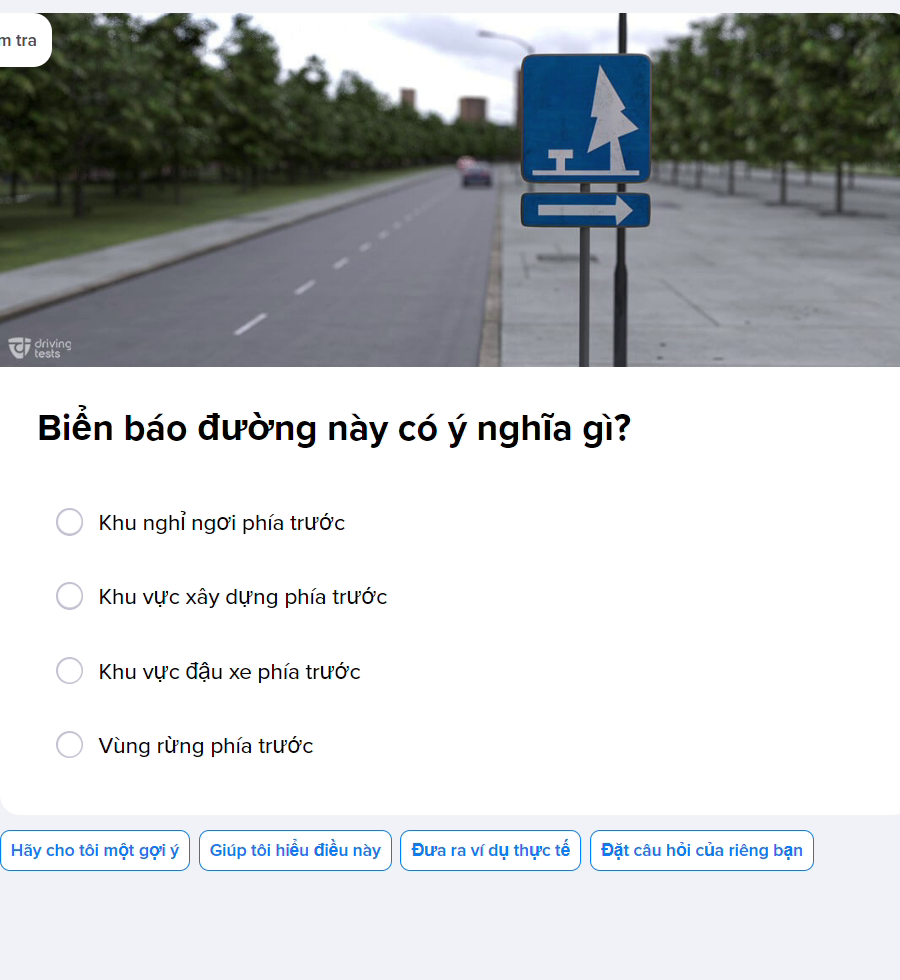 m tra
driving
tests
Biển báo đường này có ý nghĩa gì?
Khu nghỉ ngơi phía trước
Khu vực xây dựng phía trước
Khu vực đậu xe phía trước
Vùng rừng phía trước
Hãy cho tôi một gợi ý
Giúp tôi hiểu điều này
Đưa ra ví dụ thực tế
Đặt câu hỏi của riêng bạn